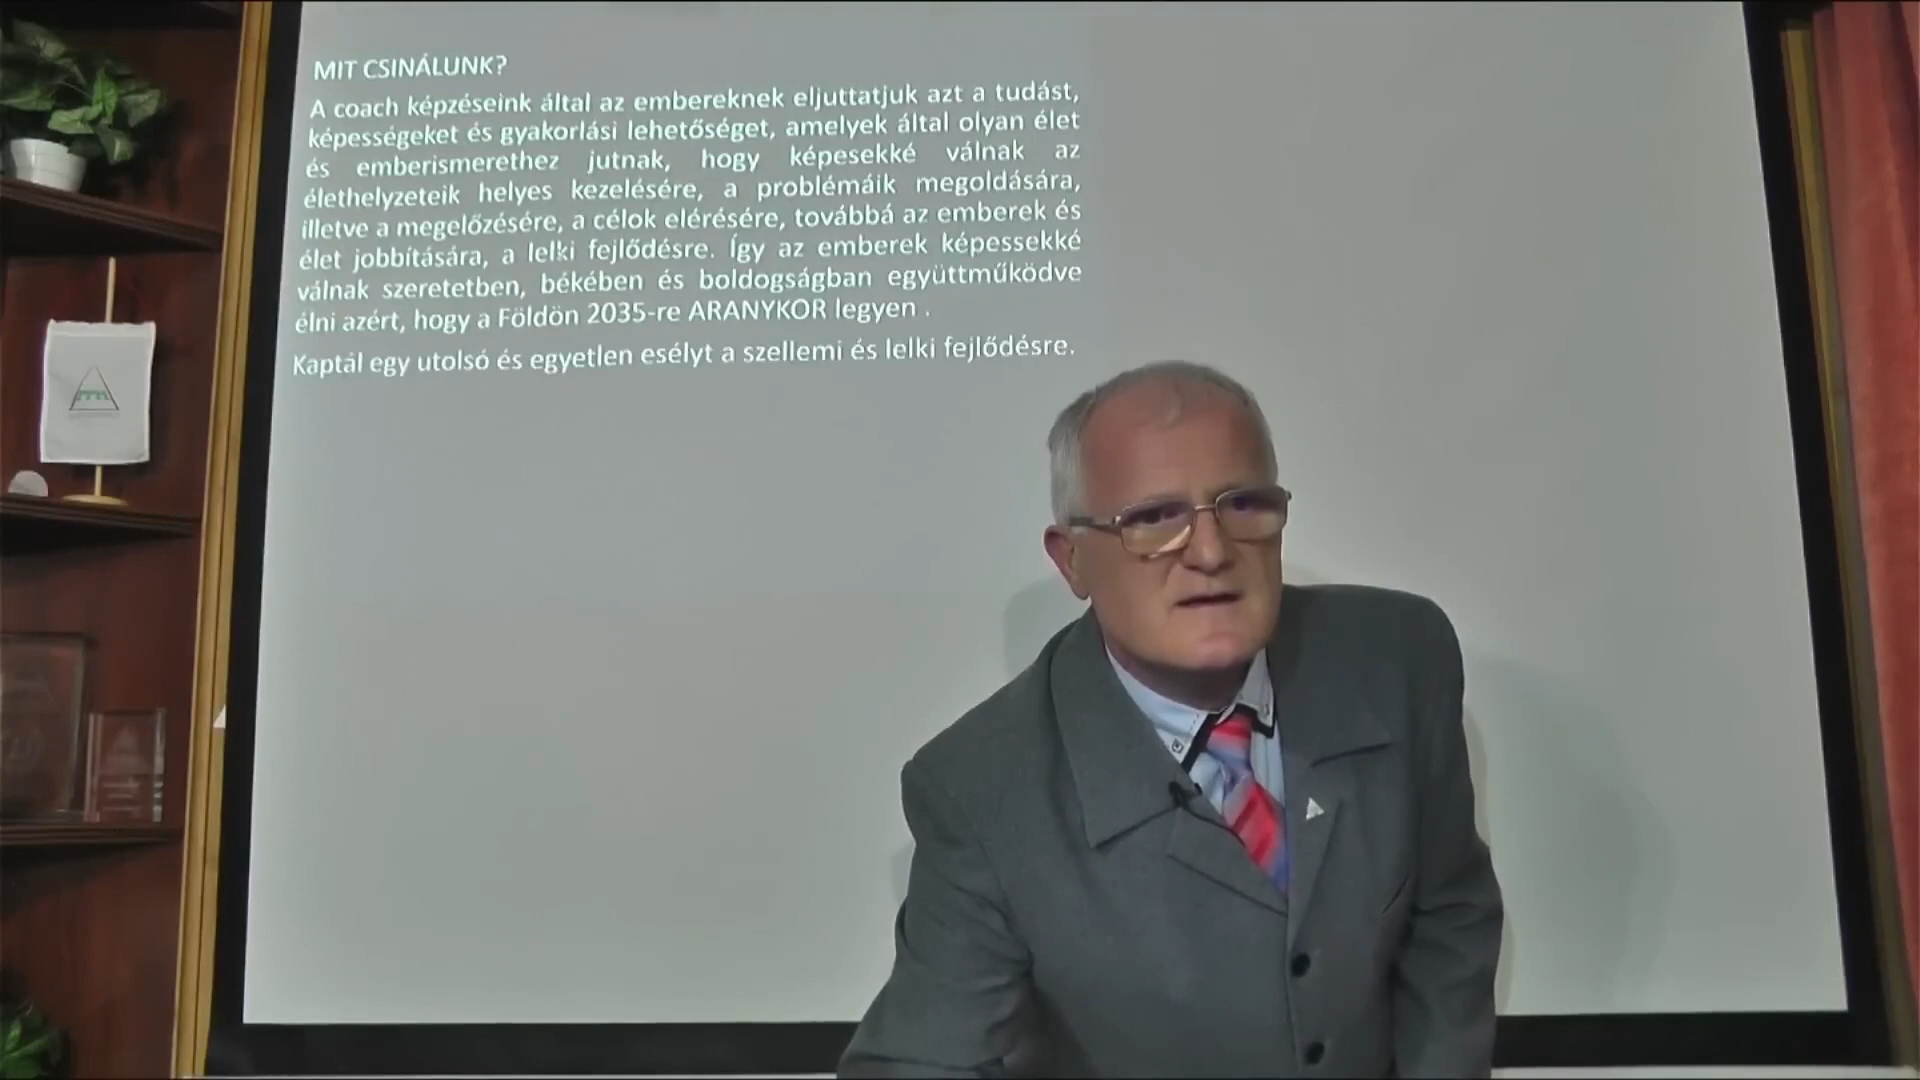 MIT CSINÁLUNK?
A coach képzéseink által az embereknek eljuttatjuk azt a tudást,
képességeket és gyakorlási lehetőséget, amelyek által olyan élet
és emberismerethez jutnak, hogy képesekké válnak az
élethelyzeteik helyes kezelésére, a problémáik megoldására,
illetve a megelőzésére, a célok elérésére, továbbá az emberek és
élet jobbítására, a lelki fejlődésre. Így az emberek képessekké
válnak szeretetben, békében és boldogságban együttműködve
élni azért, hogy a Földön 2035-re ARANYKOR legyen .
Kaptál egy utolsó és egyetlen esélyt a szellemi és lelki fejlődésre.